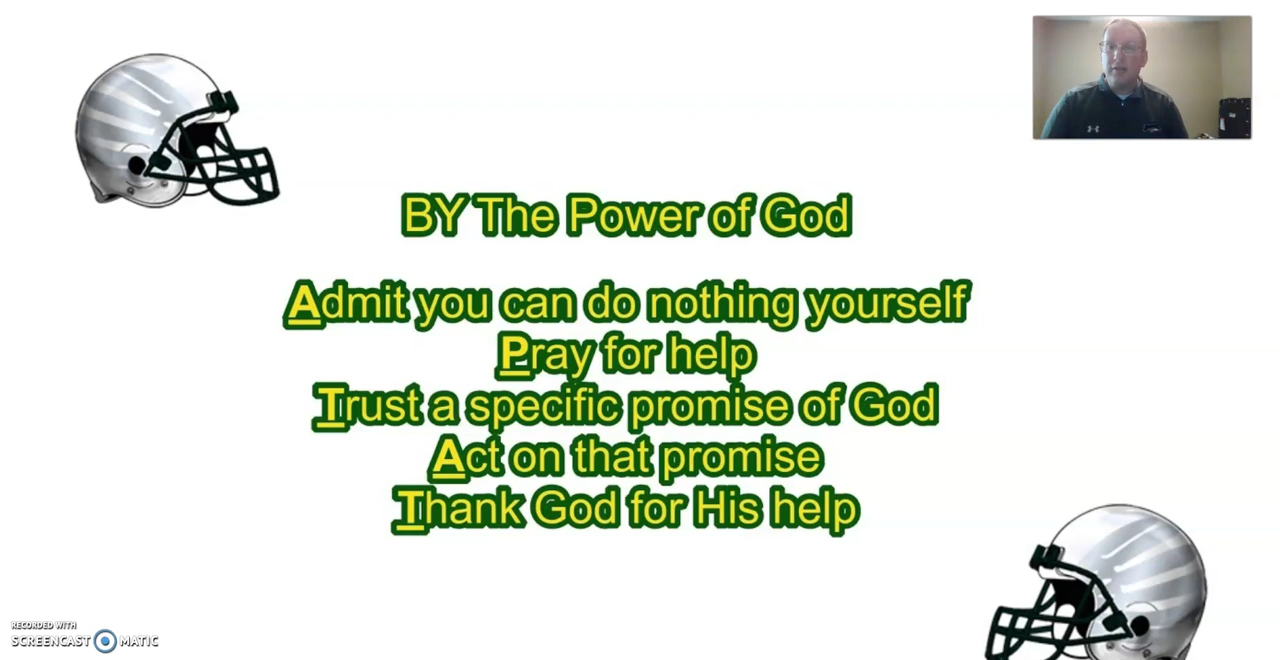 BY The Power of God
Admit you can do nothing yourself
Pray for help
Trust a specific promise of God
Act on that promise
Thank God for His help
RECORDED WITH
SCREENCAST MATIC